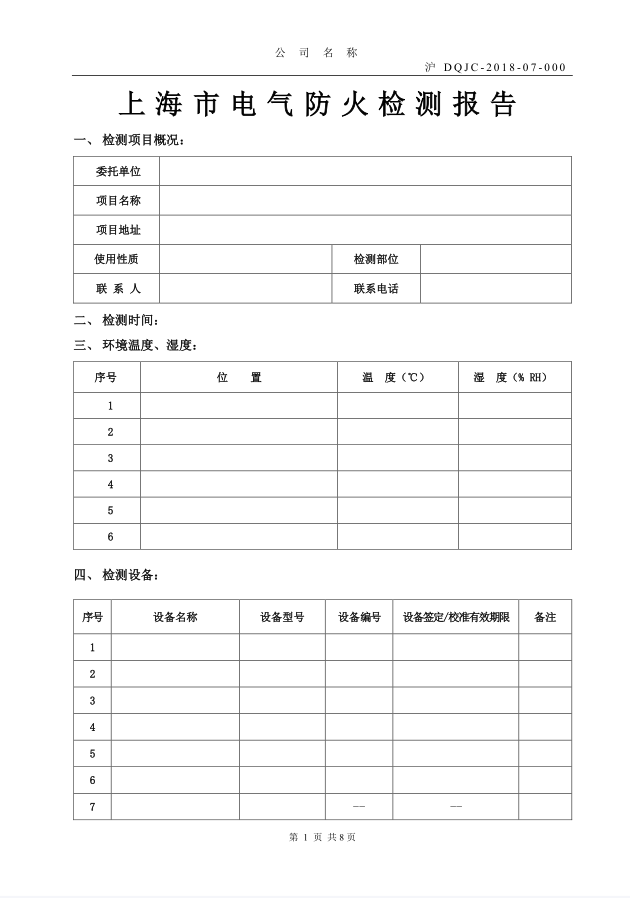 公 司 名 称
沪 DQJC-2018-07-000
上海市电气防火检测报告
一、 检测项目概况：
委托单位
项目名称
项目地址
使用性质 检测部位
联 系 人 联系电话
二、 检测时间：
三、 环境温度、湿度：
序号 位 置 温 度（℃） 湿 度（% RH）
1
2
3
4
5
6
四、 检测设备：
序号 设备名称 设备型号 设备编号 设备签定/校准有效期限 备注
1
2
3
4
5
6
7 —— ——
第 1 页 共 8 页